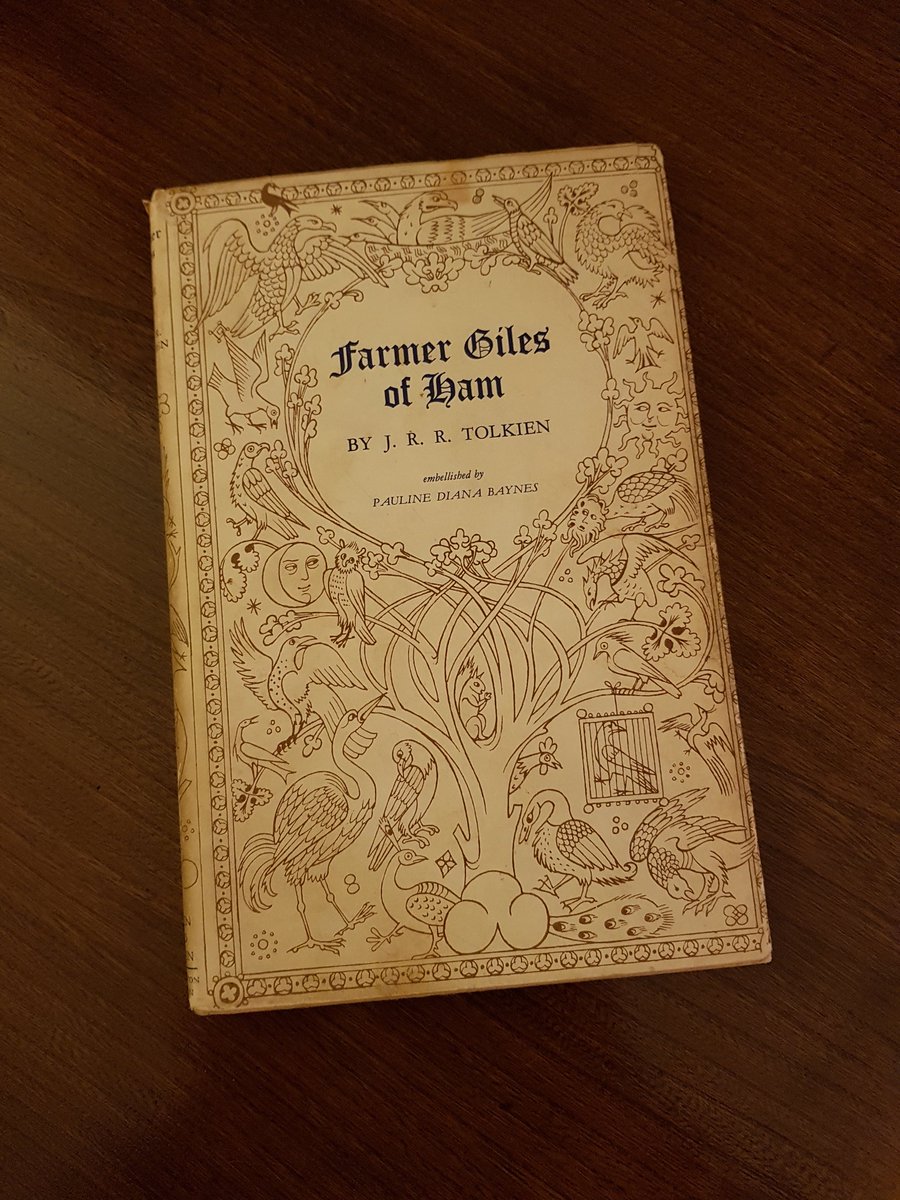 Farmer Giles
of Ham
BY J. R. R. TOLKIEN
embellished by
PAULINE DIANA BAYNES